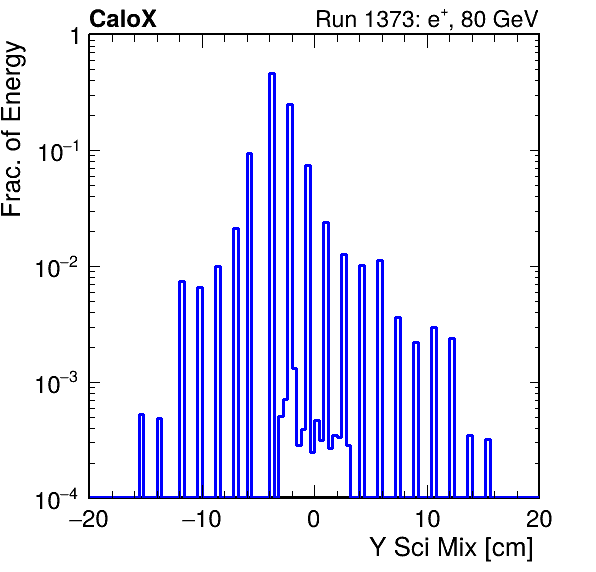 CaloX Run 1373: e⁺, 80 GeV
Frac. of Energy
1
10⁻¹
10⁻²
10⁻³
10⁻⁴
−20 −10 0 10 20
Y Sci Mix [cm]